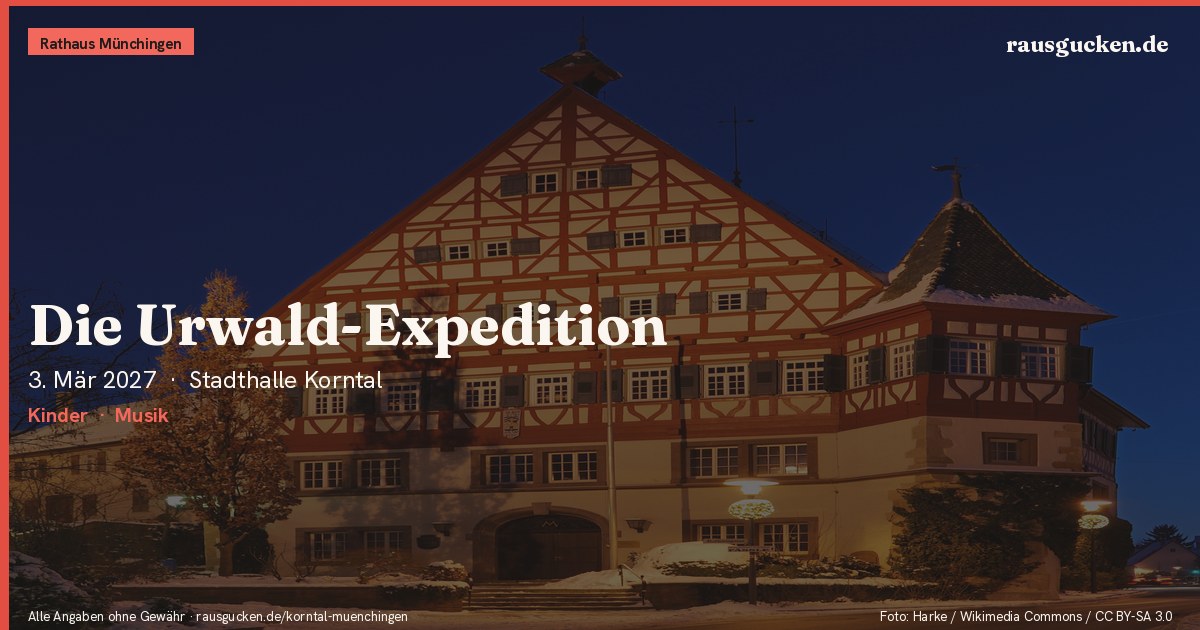 Rathaus Münchingen
rausgucken.de
Die Urwald-Expedition
3. Mär 2027 · Stadthalle Korntal
Kinder · Musik
Alle Angaben ohne Gewähr · rausgucken.de/korntal-muenchingen
Foto: Harke / Wikimedia Commons / CC BY-SA 3.0